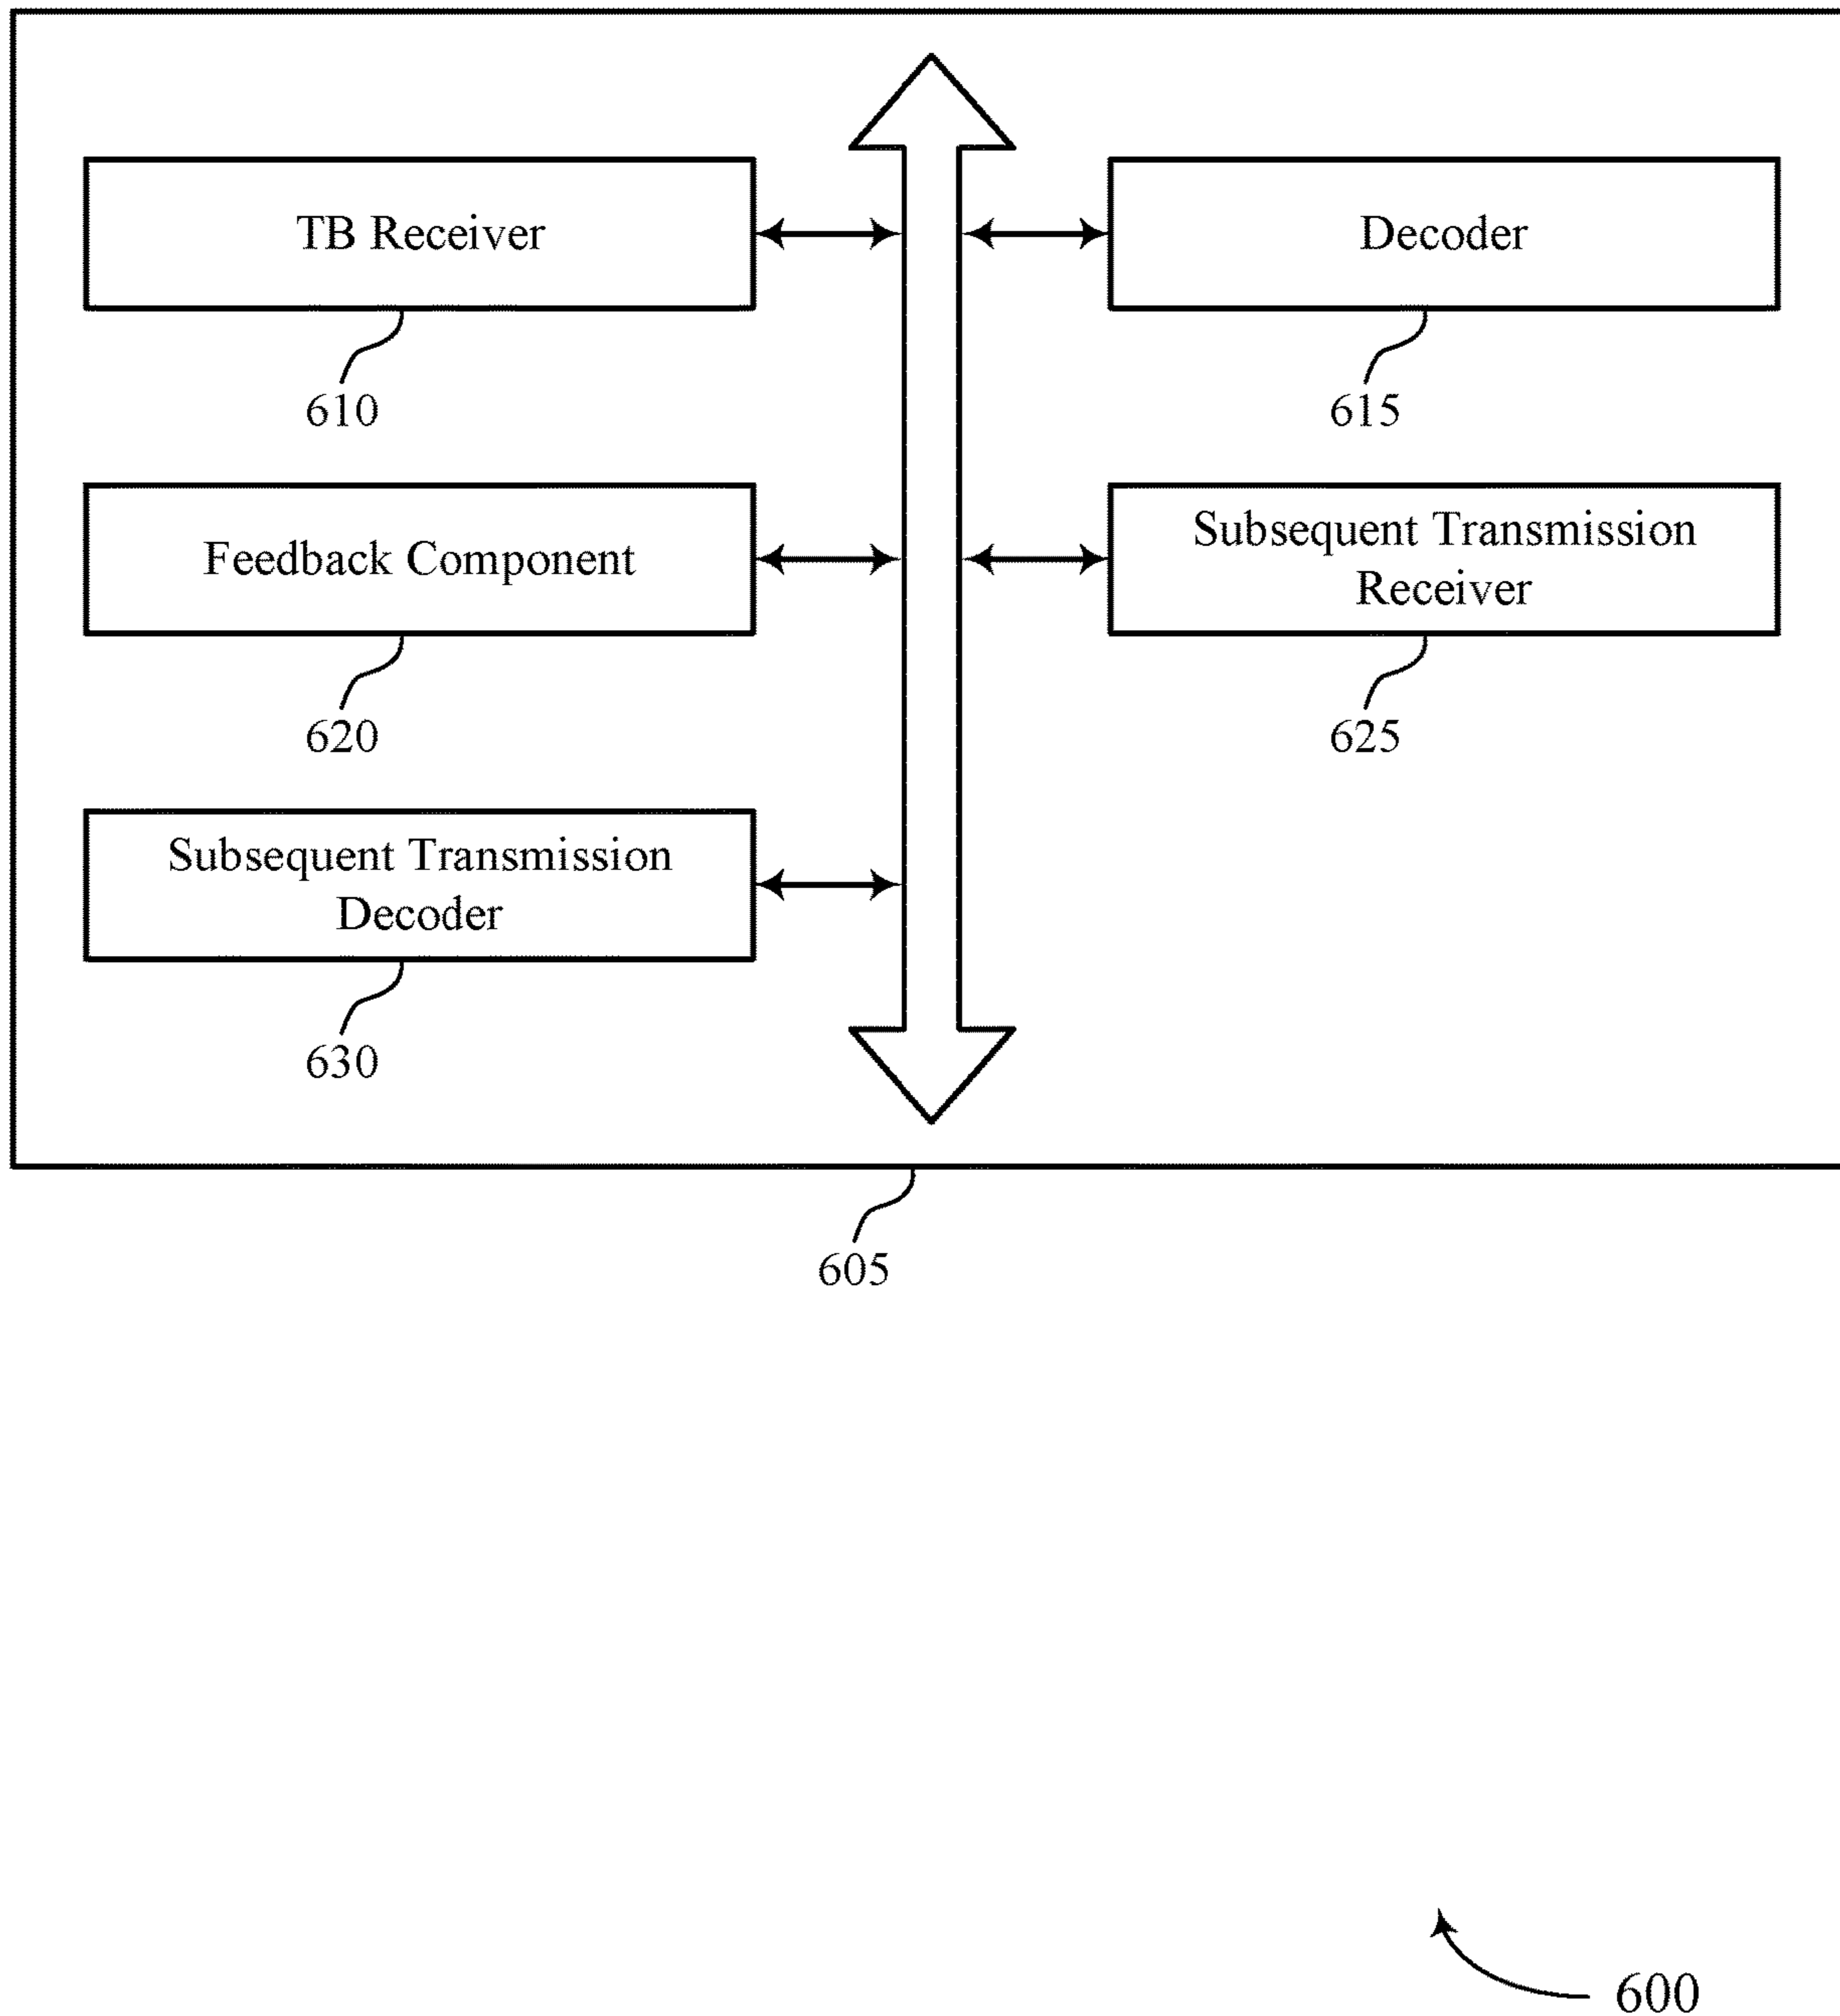 TB Receiver
Decoder
610
615
Feedback Component
Subsequent Transmission
Receiver
620
625
Subsequent Transmission
Decoder
630
605
600